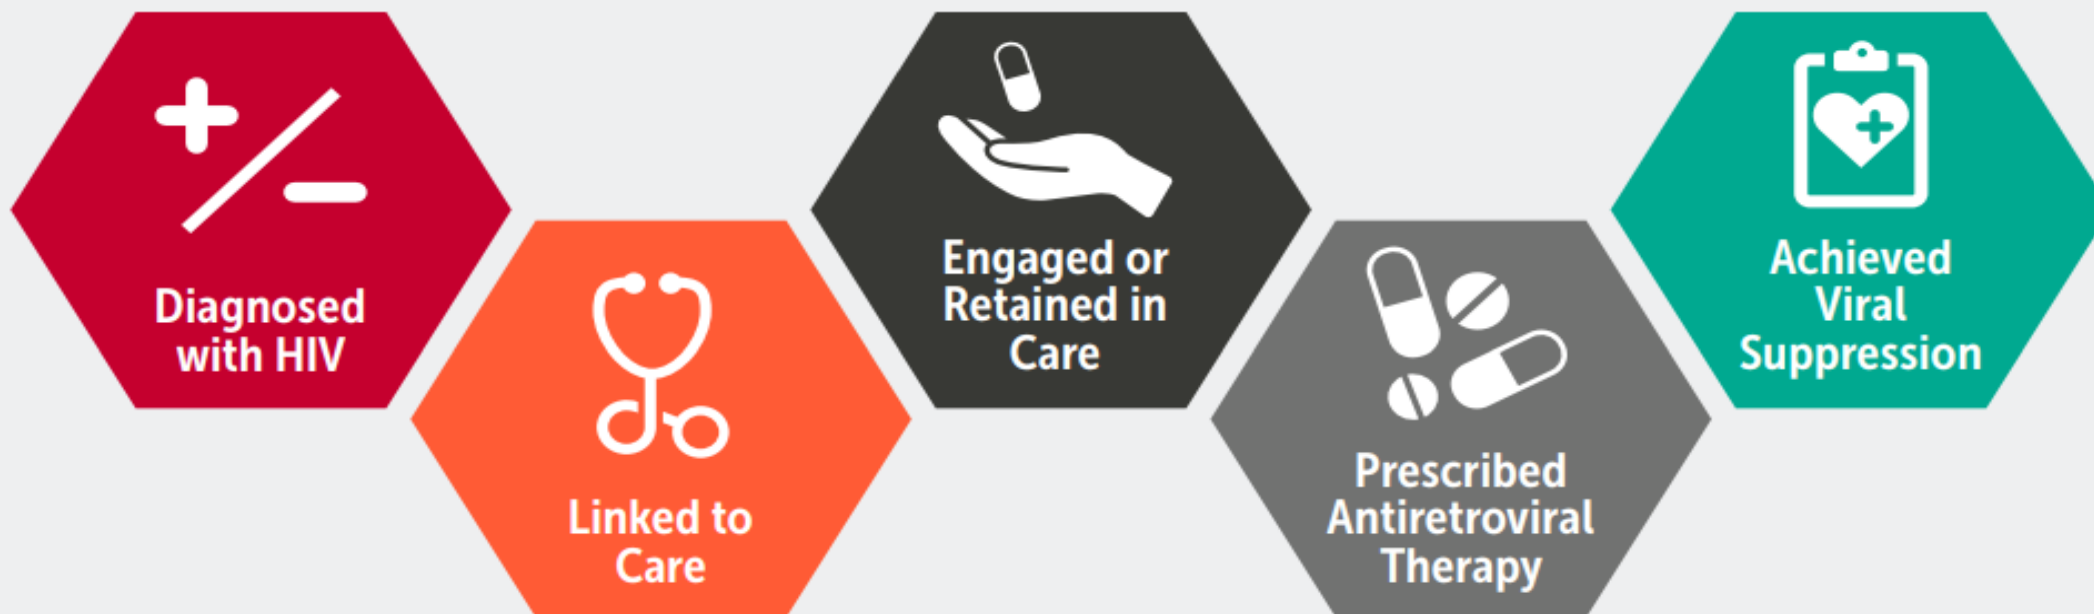 Diagnosed
with HIV
Linked to
Care
Engaged or
Retained in
Care
Prescribed
Antiretroviral
Therapy
Achieved
Viral
Suppression